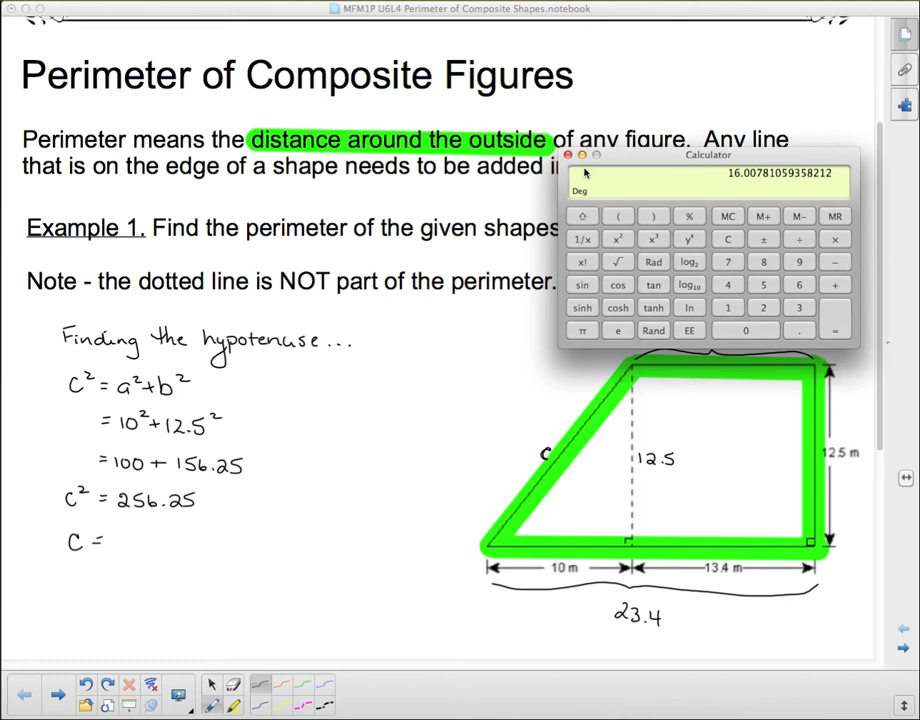 MFM1P U6L4 Perimeter of Composite Shapes.notebook
Perimeter of Composite Figures
Perimeter means the distance around the outside of any figure. Any line
that is on the edge of a shape needs to be added
Example 1. Find the perimeter of the given shapes
Note - the dotted line is NOT part of the perimeter.
Calculator
16.00781059358212
Deg
( ) % MC M+ M- MR
1/x x² x³ yˣ C ± ÷ ×
x! √ Rad log₂ 7 8 9 −
sin cos tan log₁₀ 4 5 6 +
sinh cosh tanh ln 1 2 3
π e Rand EE 0 . =
Finding the hypotenuse...
c² = a² + b²
= 10² + 12.5²
= 100 + 156.25
c² = 256.25
c =
c
12.5
12.5 m
10 m
13.4 m
23.4